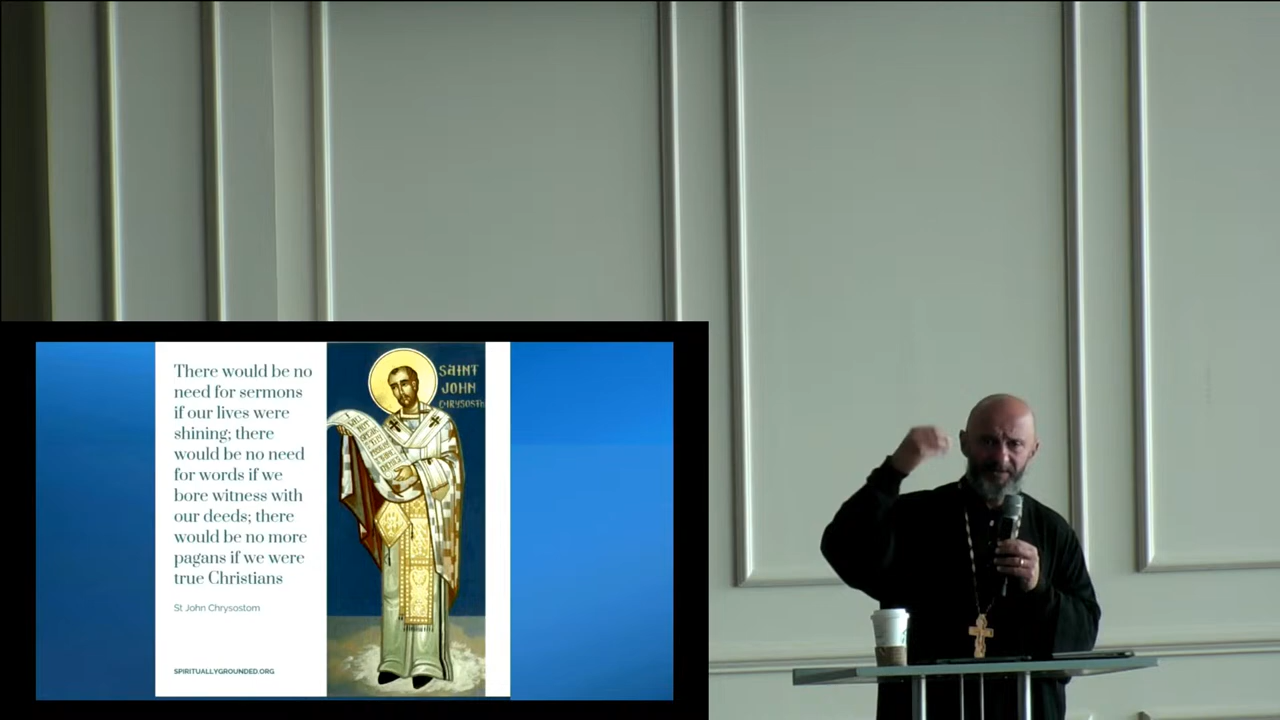 There would be no
need for sermons
if our lives were
shining; there
would be no need
for words if we
bore witness with
our deeds; there
would be no more
pagans if we were
true Christians
St John Chrysostom
SPIRITUALLYGROUNDED.ORG
SAINT
JOHN
CHRYSOSTM